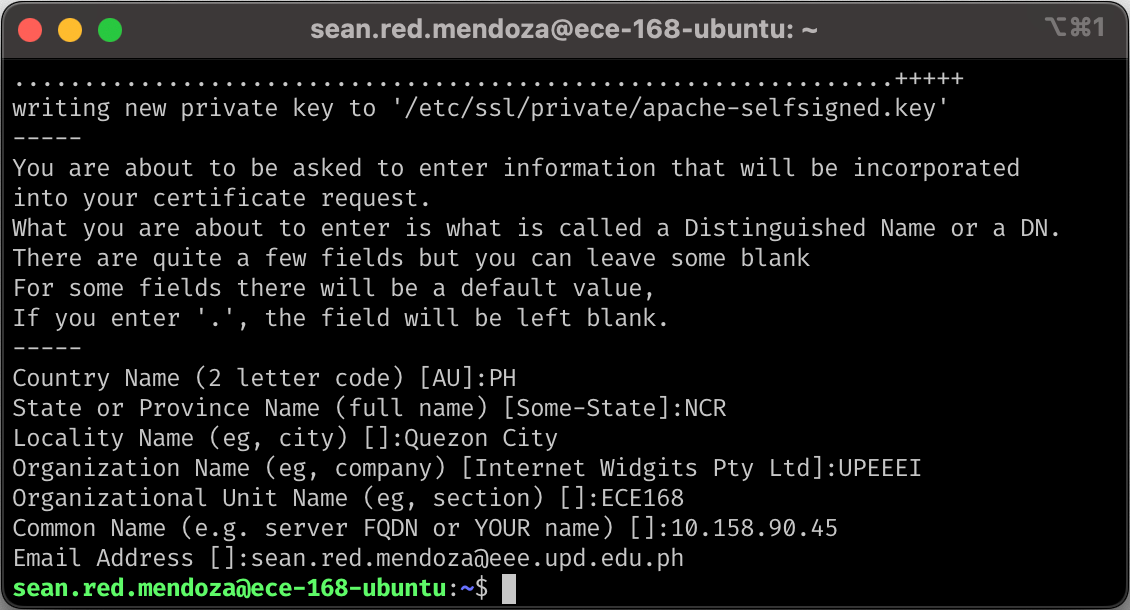 sean.red.mendoza@ece-168-ubuntu: ~ ⌥⌘1
...............................................................+++++
writing new private key to '/etc/ssl/private/apache-selfsigned.key'
-----
You are about to be asked to enter information that will be incorporated
into your certificate request.
What you are about to enter is what is called a Distinguished Name or a DN.
There are quite a few fields but you can leave some blank
For some fields there will be a default value,
If you enter '.', the field will be left blank.
-----
Country Name (2 letter code) [AU]:PH
State or Province Name (full name) [Some-State]:NCR
Locality Name (eg, city) []:Quezon City
Organization Name (eg, company) [Internet Widgits Pty Ltd]:UPEEEI
Organizational Unit Name (eg, section) []:ECE168
Common Name (e.g. server FQDN or YOUR name) []:10.158.90.45
Email Address []:sean.red.mendoza@eee.upd.edu.ph
sean.red.mendoza@ece-168-ubuntu:~$